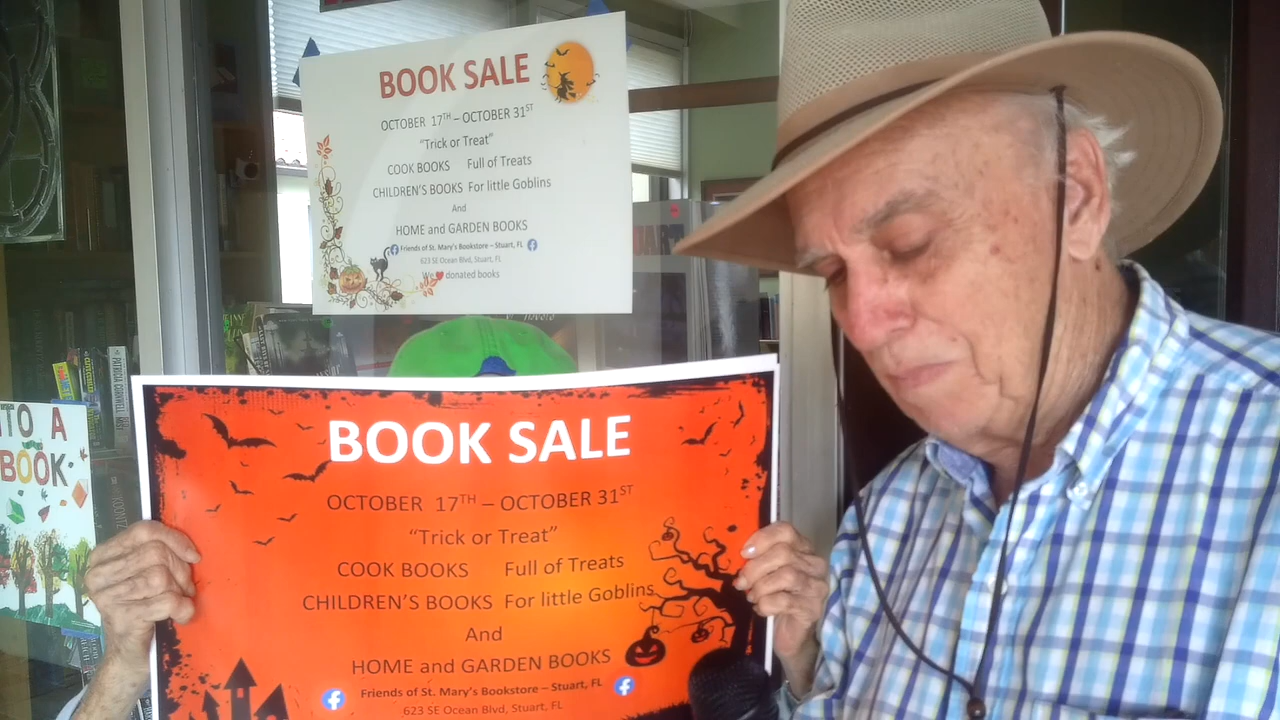 BOOK SALE
OCTOBER 17TH – OCTOBER 31ST
“Trick or Treat”
COOK BOOKS Full of Treats
CHILDREN’S BOOKS For little Goblins
And
HOME and GARDEN BOOKS
Friends of St. Mary’s Bookstore – Stuart, FL
623 SE Ocean Blvd, Stuart, FL
We donated books
PATRICIA CORNWELL
TO A
BOOK
KOONTZ
BOOK SALE
OCTOBER 17TH – OCTOBER 31ST
“Trick or Treat”
COOK BOOKS Full of Treats
CHILDREN’S BOOKS For little Goblins
And
HOME and GARDEN BOOKS
Friends of St. Mary’s Bookstore – Stuart, FL
623 SE Ocean Blvd, Stuart, FL